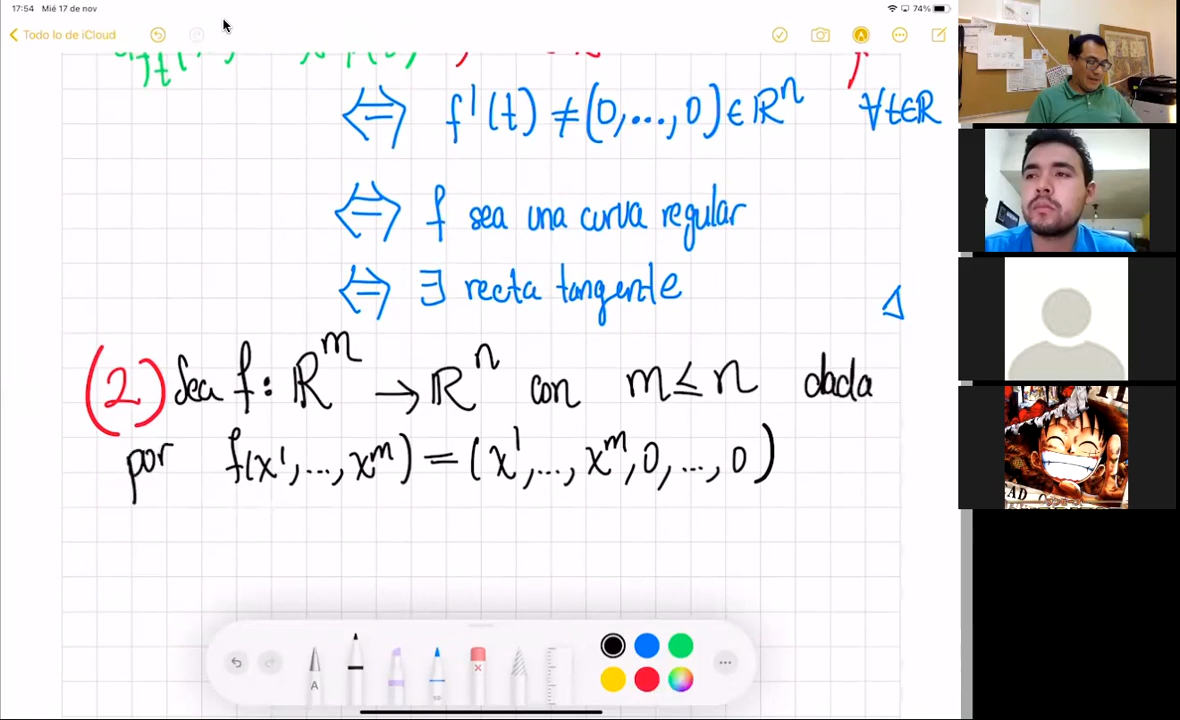 17:54 Mié 17 de nov
74%
Todo lo de iCloud
⟺ f'(t) ≠ (0,...,0) ∈ ℝⁿ ∀t∈ℝ
⟺ f sea una curva regular
⟺ ∃ recta tangente
Δ
(2) Sea f: ℝᵐ → ℝⁿ con m ≤ n dada
por f(x¹,...,xᵐ) = (x¹,...,xᵐ,0,...,0)
A
AD